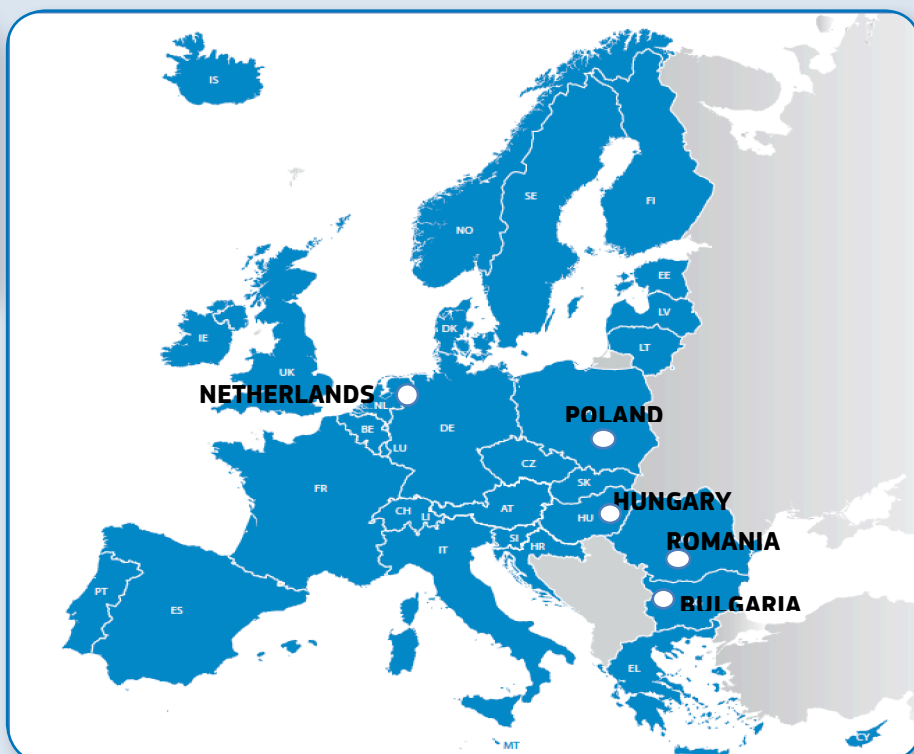 IS
SE
FI
NO
EE
LV
DK
IE
LT
UK
NETHERLANDS
NL
POLAND
BE
DE
LU
CZ
SK
FR
HUNGARY
CH
LI
AT
HU
SI
HR
ROMANIA
IT
PT
ES
BULGARIA
EL
CY
MT